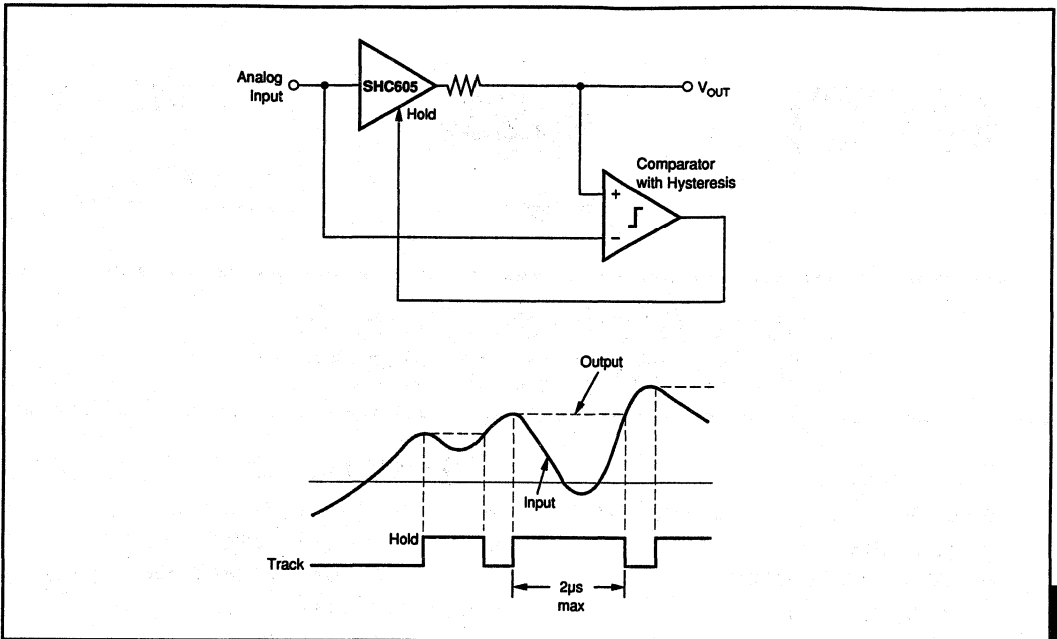 Analog
Input
SHC605
Hold
V_OUT
Comparator
with Hysteresis
+
−
Output
Input
Hold
Track
2µs
max